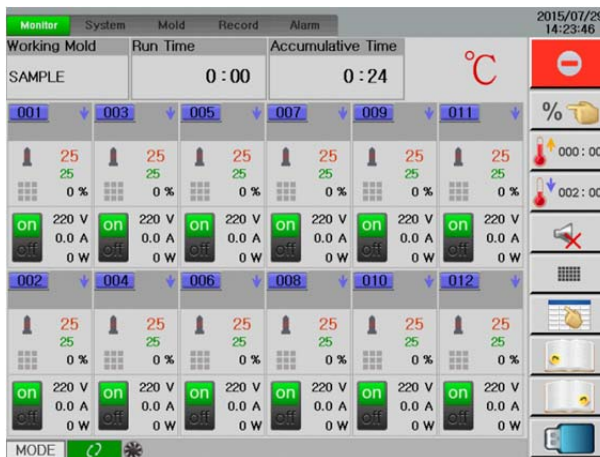 Monitor System Mold Record Alarm
2015/07/29
14:23:46
Working Mold Run Time Accumulative Time
SAMPLE 0:00 0:24
℃
%
001 003 005 007 009 011
000:00
25 25 25 25 25 25
25 25 25 25 25 25
0 % 0 % 0 % 0 % 0 % 0 %
002:00
220 V 220 V 220 V 220 V 220 V 220 V
on on on on on on
0.0 A 0.0 A 0.0 A 0.0 A 0.0 A 0.0 A
off off off off off off
0 W 0 W 0 W 0 W 0 W 0 W
002 004 006 008 010 012
25 25 25 25 25 25
25 25 25 25 25 25
0 % 0 % 0 % 0 % 0 % 0 %
220 V 220 V 220 V 220 V 220 V 220 V
on on on on on on
0.0 A 0.0 A 0.0 A 0.0 A 0.0 A 0.0 A
off off off off off off
0 W 0 W 0 W 0 W 0 W 0 W
MODE